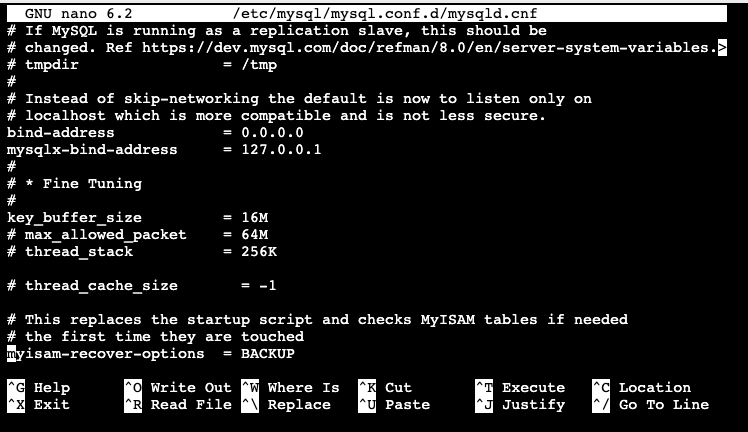 GNU nano 6.2 /etc/mysql/mysql.conf.d/mysqld.cnf
# If MySQL is running as a replication slave, this should be
# changed. Ref https://dev.mysql.com/doc/refman/8.0/en/server-system-variables.>
# tmpdir = /tmp
#
# Instead of skip-networking the default is now to listen only on
# localhost which is more compatible and is not less secure.
bind-address = 0.0.0.0
mysqlx-bind-address = 127.0.0.1
#
# * Fine Tuning
#
key_buffer_size = 16M
# max_allowed_packet = 64M
# thread_stack = 256K
# thread_cache_size = -1
# This replaces the startup script and checks MyISAM tables if needed
# the first time they are touched
myisam-recover-options = BACKUP
^G Help ^O Write Out ^W Where Is ^K Cut ^T Execute ^C Location
^X Exit ^R Read File ^\ Replace ^U Paste ^J Justify ^/ Go To Line